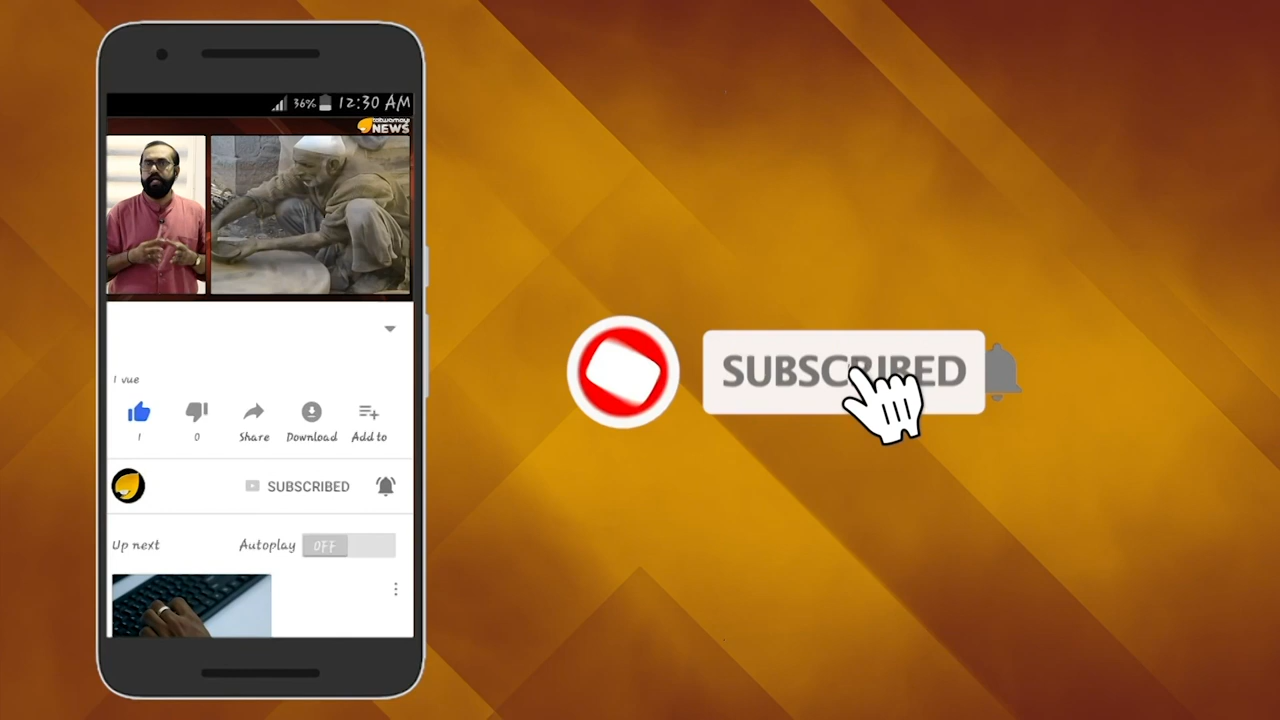 36% 12:30 AM
tatwamayi
NEWS
1 vue
1 0 Share Download Add to
SUBSCRIBED
Up next Autoplay OFF
SUBSCRIBED